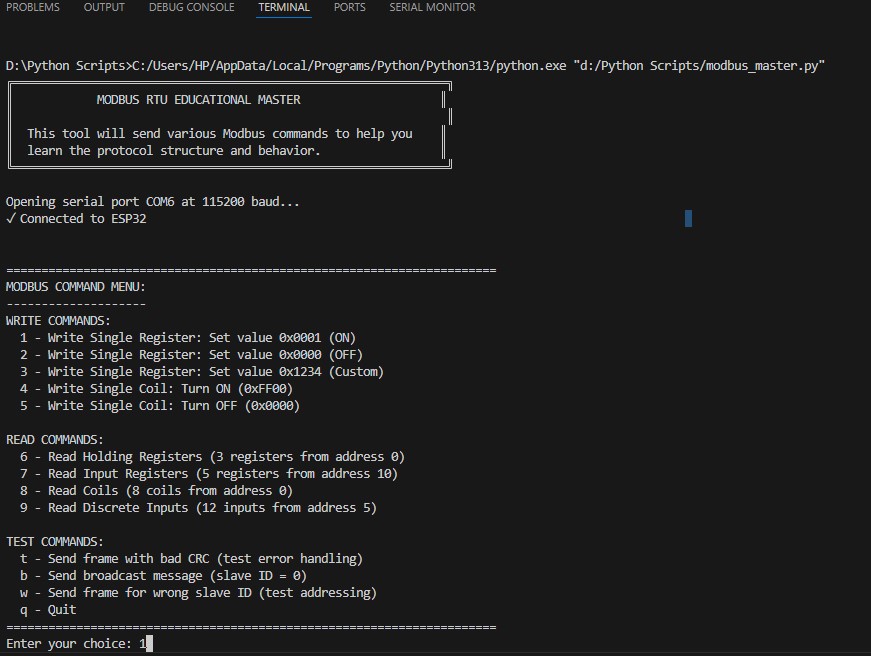 PROBLEMS OUTPUT DEBUG CONSOLE TERMINAL PORTS SERIAL MONITOR
D:\Python Scripts>C:/Users/HP/AppData/Local/Programs/Python/Python313/python.exe "d:/Python Scripts/modbus_master.py"
MODBUS RTU EDUCATIONAL MASTER
This tool will send various Modbus commands to help you
learn the protocol structure and behavior.
Opening serial port COM6 at 115200 baud...
✓ Connected to ESP32
======================================================================
MODBUS COMMAND MENU:
--------------------
WRITE COMMANDS:
1 - Write Single Register: Set value 0x0001 (ON)
2 - Write Single Register: Set value 0x0000 (OFF)
3 - Write Single Register: Set value 0x1234 (Custom)
4 - Write Single Coil: Turn ON (0xFF00)
5 - Write Single Coil: Turn OFF (0x0000)
READ COMMANDS:
6 - Read Holding Registers (3 registers from address 0)
7 - Read Input Registers (5 registers from address 10)
8 - Read Coils (8 coils from address 0)
9 - Read Discrete Inputs (12 inputs from address 5)
TEST COMMANDS:
t - Send frame with bad CRC (test error handling)
b - Send broadcast message (slave ID = 0)
w - Send frame for wrong slave ID (test addressing)
q - Quit
======================================================================
Enter your choice: 1